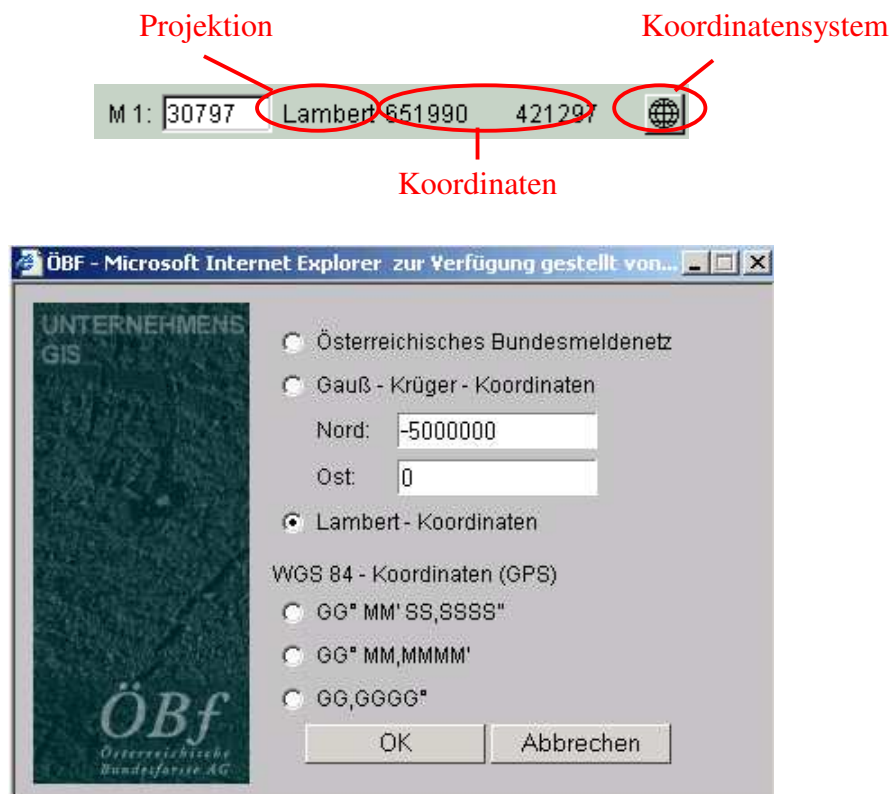 Projektion
Koordinatensystem
M 1: 30797 Lambert 651990 421297
Koordinaten
ÖBF - Microsoft Internet Explorer zur Verfügung gestellt von...
UNTERNEHMENS
GIS
Österreichisches Bundesmeldenetz
Gauß - Krüger - Koordinaten
Nord: -5000000
Ost: 0
Lambert - Koordinaten
WGS 84 - Koordinaten (GPS)
GG° MM' SS,SSSS"
GG° MM,MMMM'
GG,GGGG°
ÖBf
Österreichische
Bundesforste AG
OK Abbrechen